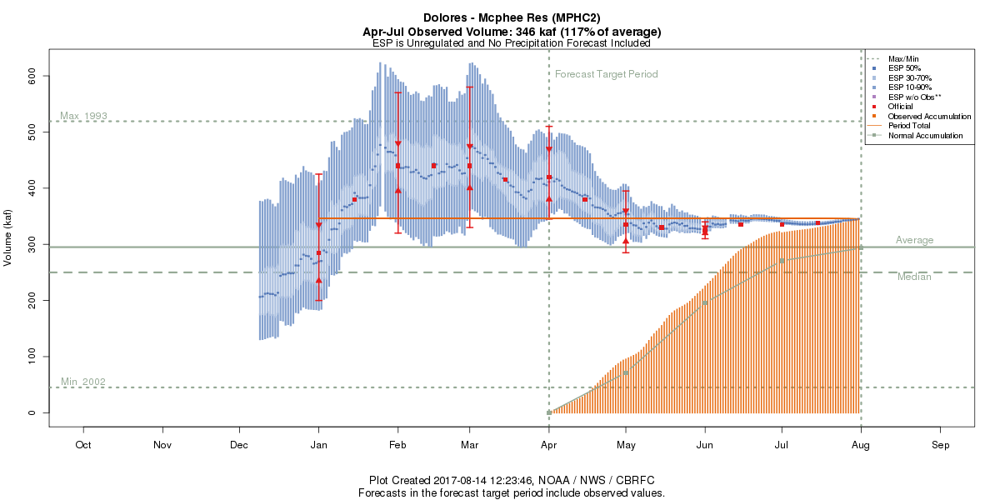 Dolores - Mcphee Res (MPHC2)
Apr-Jul Observed Volume: 346 kaf (117% of average)
ESP is Unregulated and No Precipitation Forecast Included
Forecast Target Period
Max/Min
ESP 50%
ESP 30-70%
ESP 10-90%
ESP w/o Obs**
Official
Observed Accumulation
Period Total
Normal Accumulation
Max 1993
Average
Median
Min 2002
Volume (kaf)
600
500
400
300
200
100
0
Oct Nov Dec Jan Feb Mar Apr May Jun Jul Aug Sep
Plot Created 2017-08-14 12:23:46, NOAA / NWS / CBRFC
Forecasts in the forecast target period include observed values.